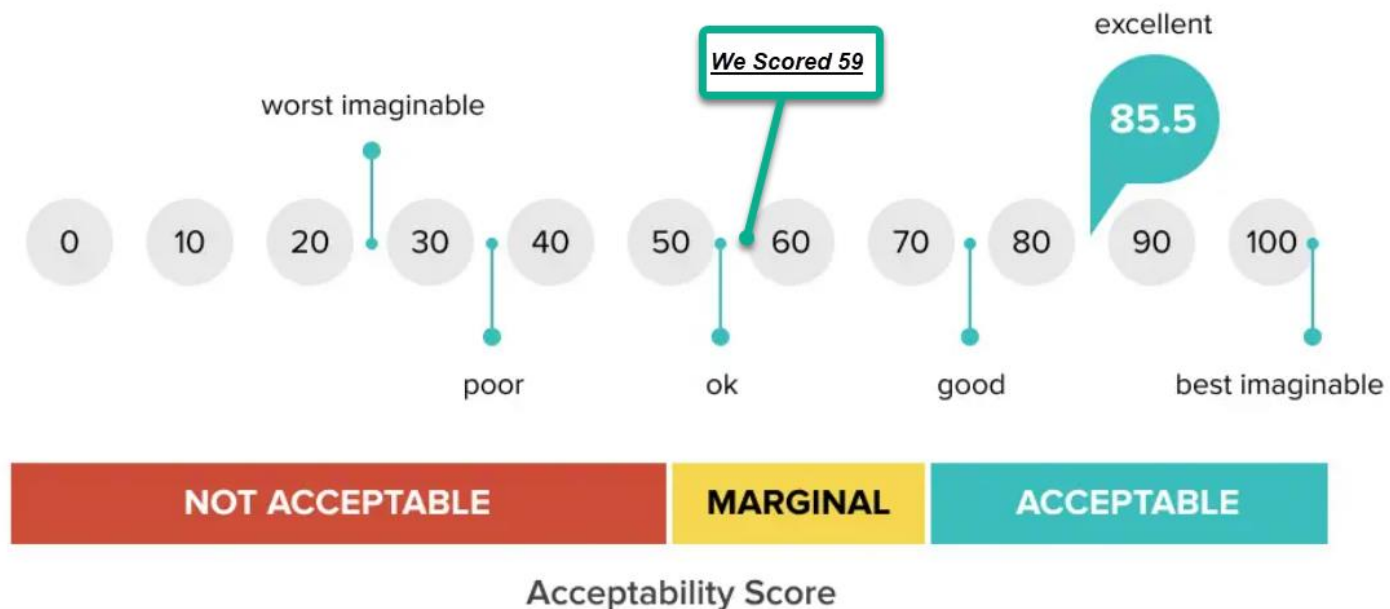 excellent
We Scored 59
85.5
worst imaginable
0 10 20 30 40 50 60 70 80 90 100
poor ok good best imaginable
NOT ACCEPTABLE MARGINAL ACCEPTABLE
Acceptability Score